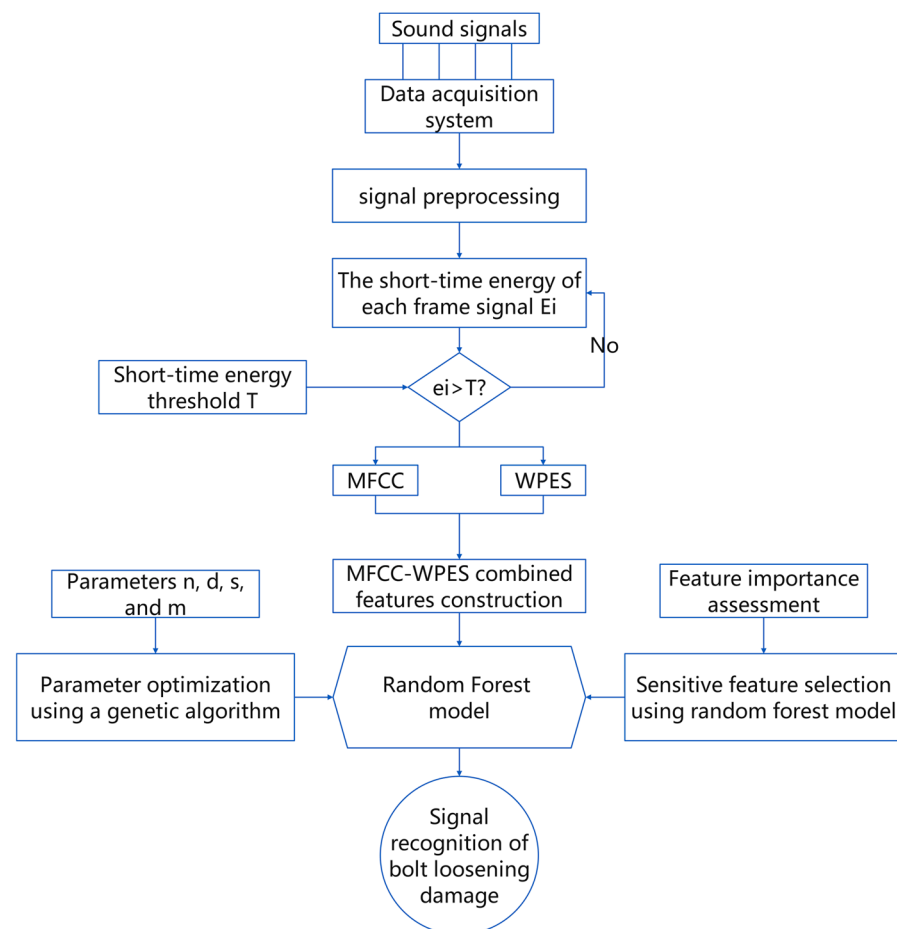 Sound signals
Data acquisition
system
signal preprocessing
The short-time energy of
each frame signal Ei
No
Short-time energy
threshold T
ei>T?
MFCC
WPES
MFCC-WPES combined
features construction
Parameters n, d, s,
and m
Feature importance
assessment
Parameter optimization
using a genetic algorithm
Random Forest
model
Sensitive feature selection
using random forest model
Signal
recognition of
bolt loosening
damage